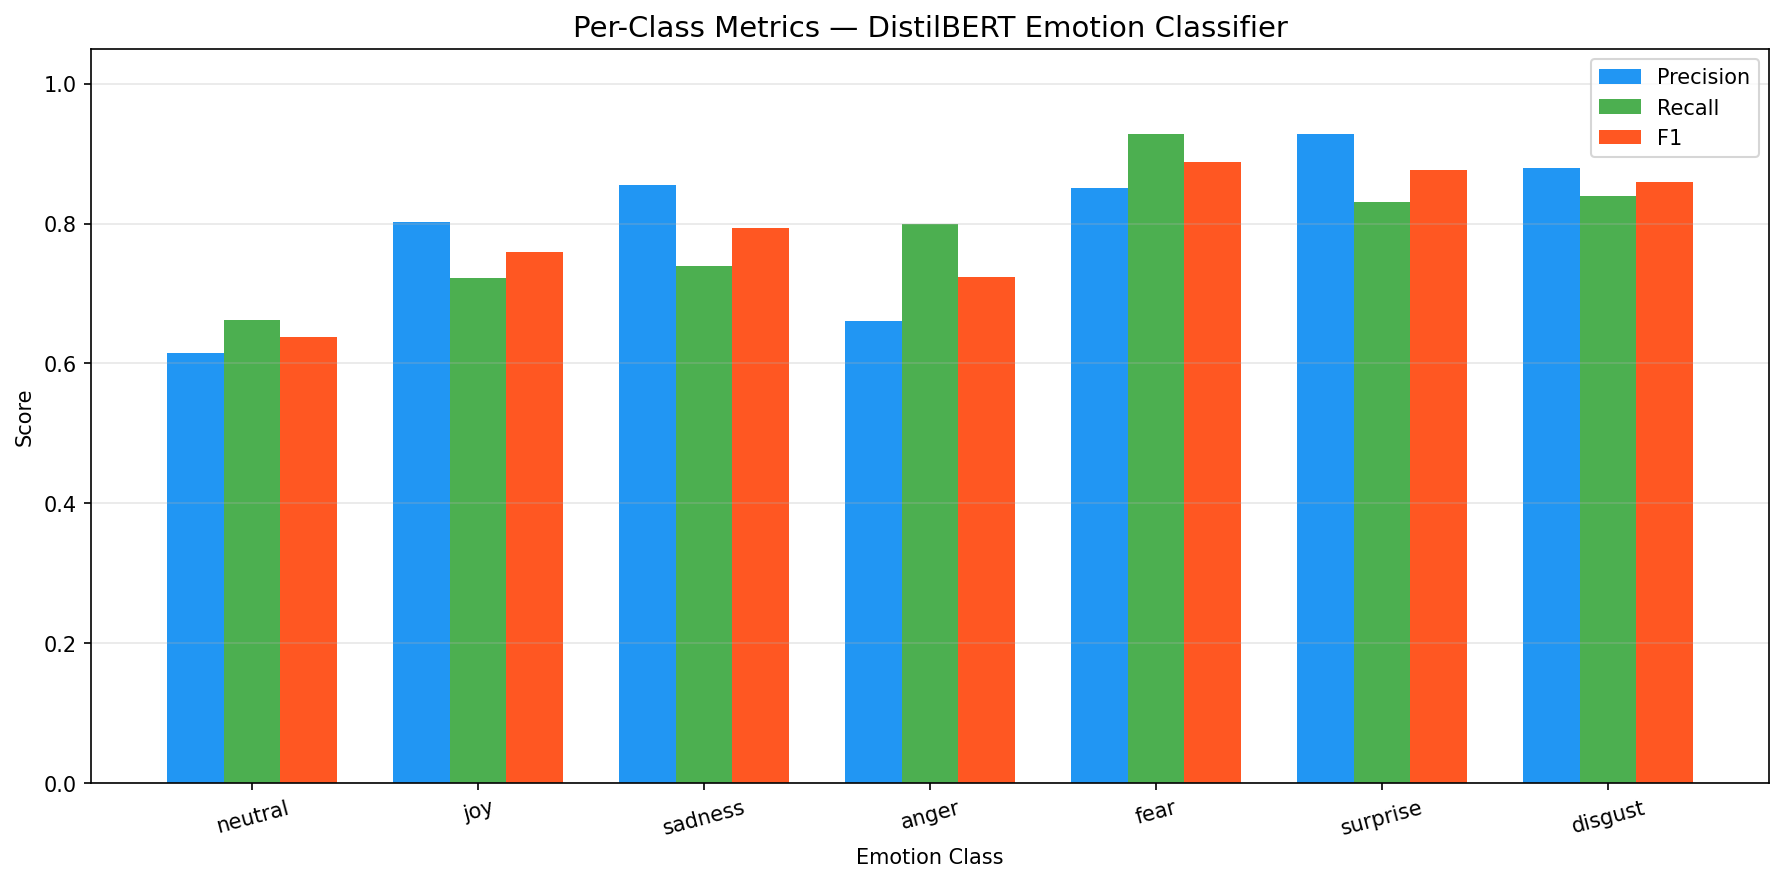 Per-Class Metrics — DistilBERT Emotion Classifier
Precision
Recall
F1
1.0
0.8
0.6
0.4
0.2
0.0
Score
neutral
joy
sadness
anger
fear
surprise
disgust
Emotion Class